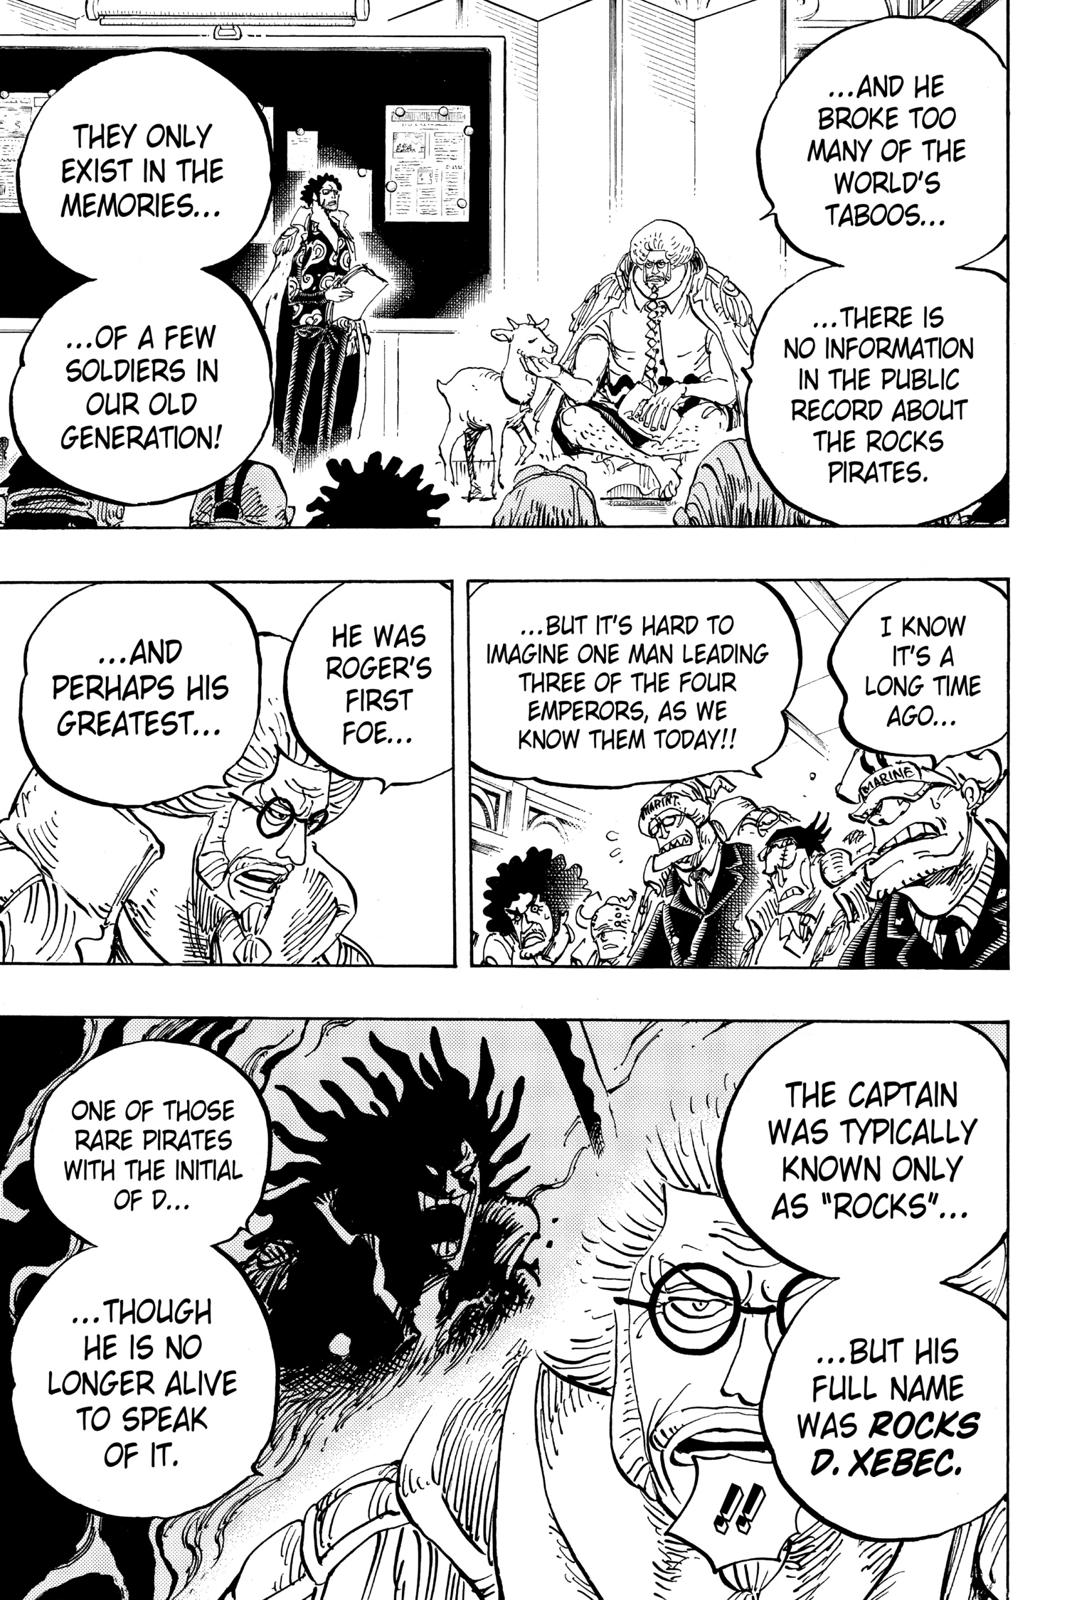 ...AND HE
BROKE TOO
MANY OF THE
WORLD'S
TABOOS...
...THERE IS
NO INFORMATION
IN THE PUBLIC
RECORD ABOUT
THE ROCKS
PIRATES.
THEY ONLY
EXIST IN THE
MEMORIES...
...OF A FEW
SOLDIERS IN
OUR OLD
GENERATION!
I KNOW
IT'S A
LONG TIME
AGO...
...BUT IT'S HARD TO
IMAGINE ONE MAN LEADING
THREE OF THE FOUR
EMPERORS, AS WE
KNOW THEM TODAY!!
MARINE
HE WAS
ROGER'S
FIRST
FOE...
...AND
PERHAPS HIS
GREATEST...
THE CAPTAIN
WAS TYPICALLY
KNOWN ONLY
AS "ROCKS"...
...BUT HIS
FULL NAME
WAS ROCKS
D. XEBEC.
!!
ONE OF THOSE
RARE PIRATES
WITH THE INITIAL
OF D...
...THOUGH
HE IS NO
LONGER ALIVE
TO SPEAK
OF IT.